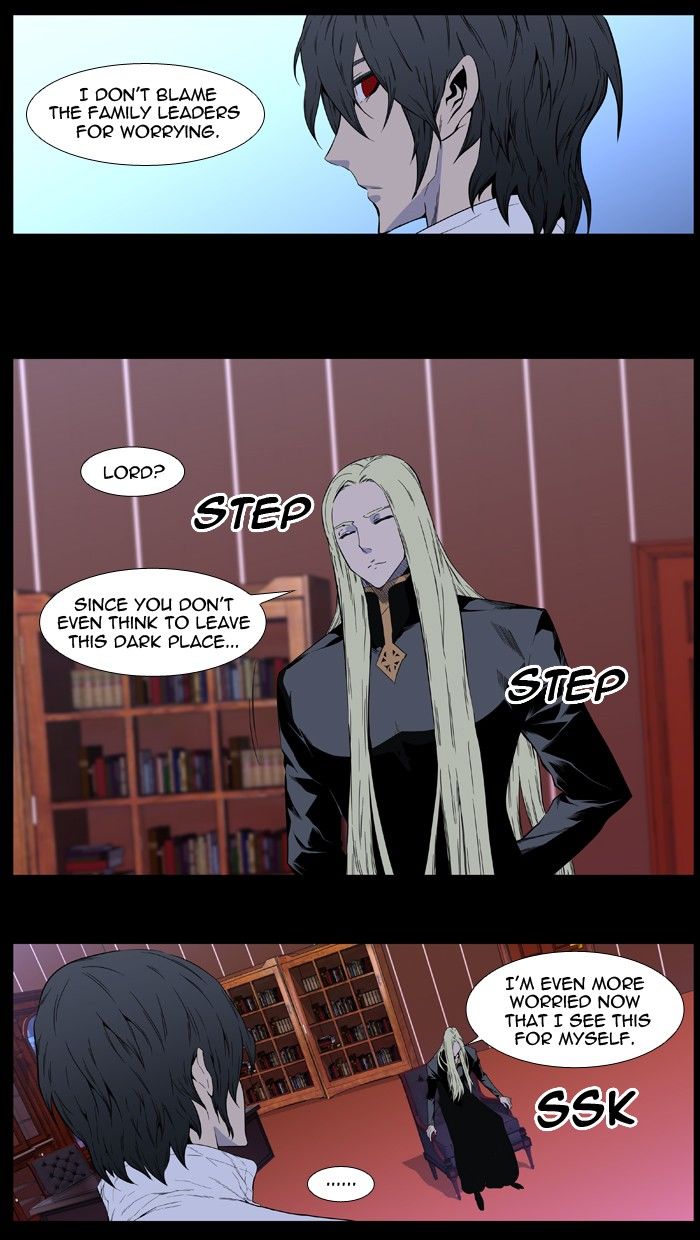 I DON'T BLAME
THE FAMILY LEADERS
FOR WORRYING.
LORD?
STEP
SINCE YOU DON'T
EVEN THINK TO LEAVE
THIS DARK PLACE...
STEP
I'M EVEN MORE
WORRIED NOW
THAT I SEE THIS
FOR MYSELF.
SSK
......